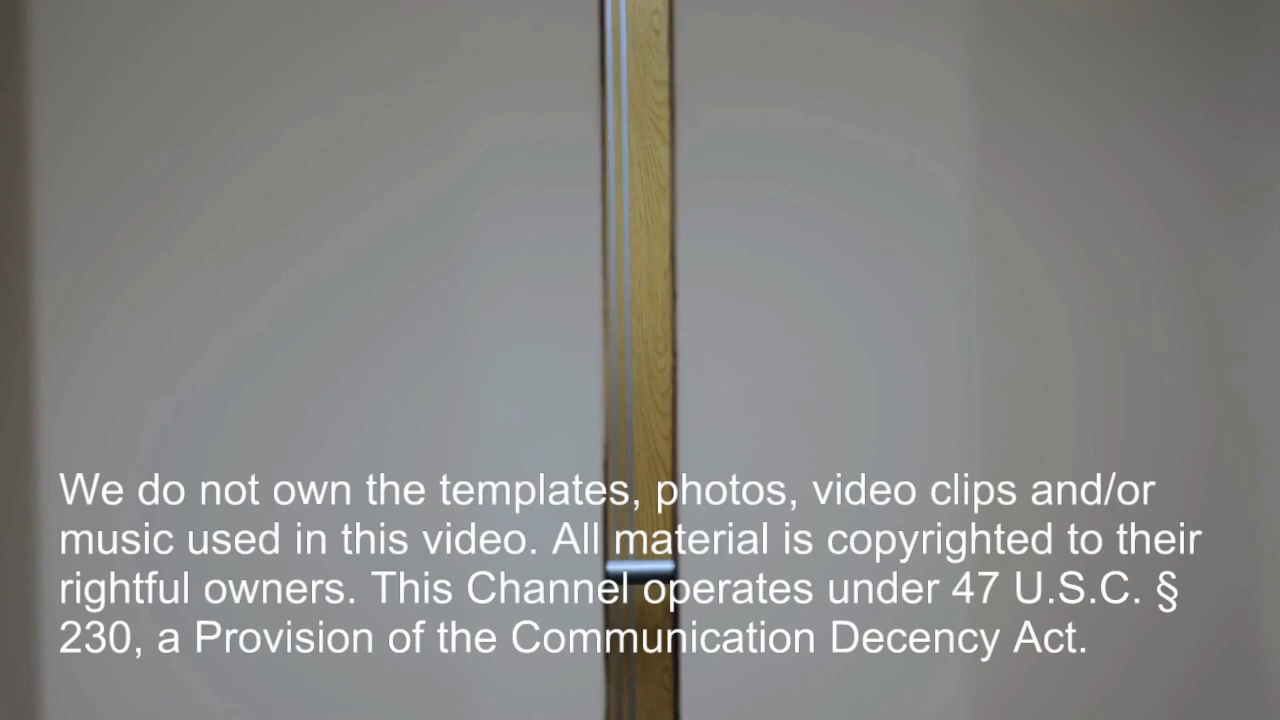 We do not own the templates, photos, video clips and/or
music used in this video. All material is copyrighted to their
rightful owners. This Channel operates under 47 U.S.C. §
230, a Provision of the Communication Decency Act.